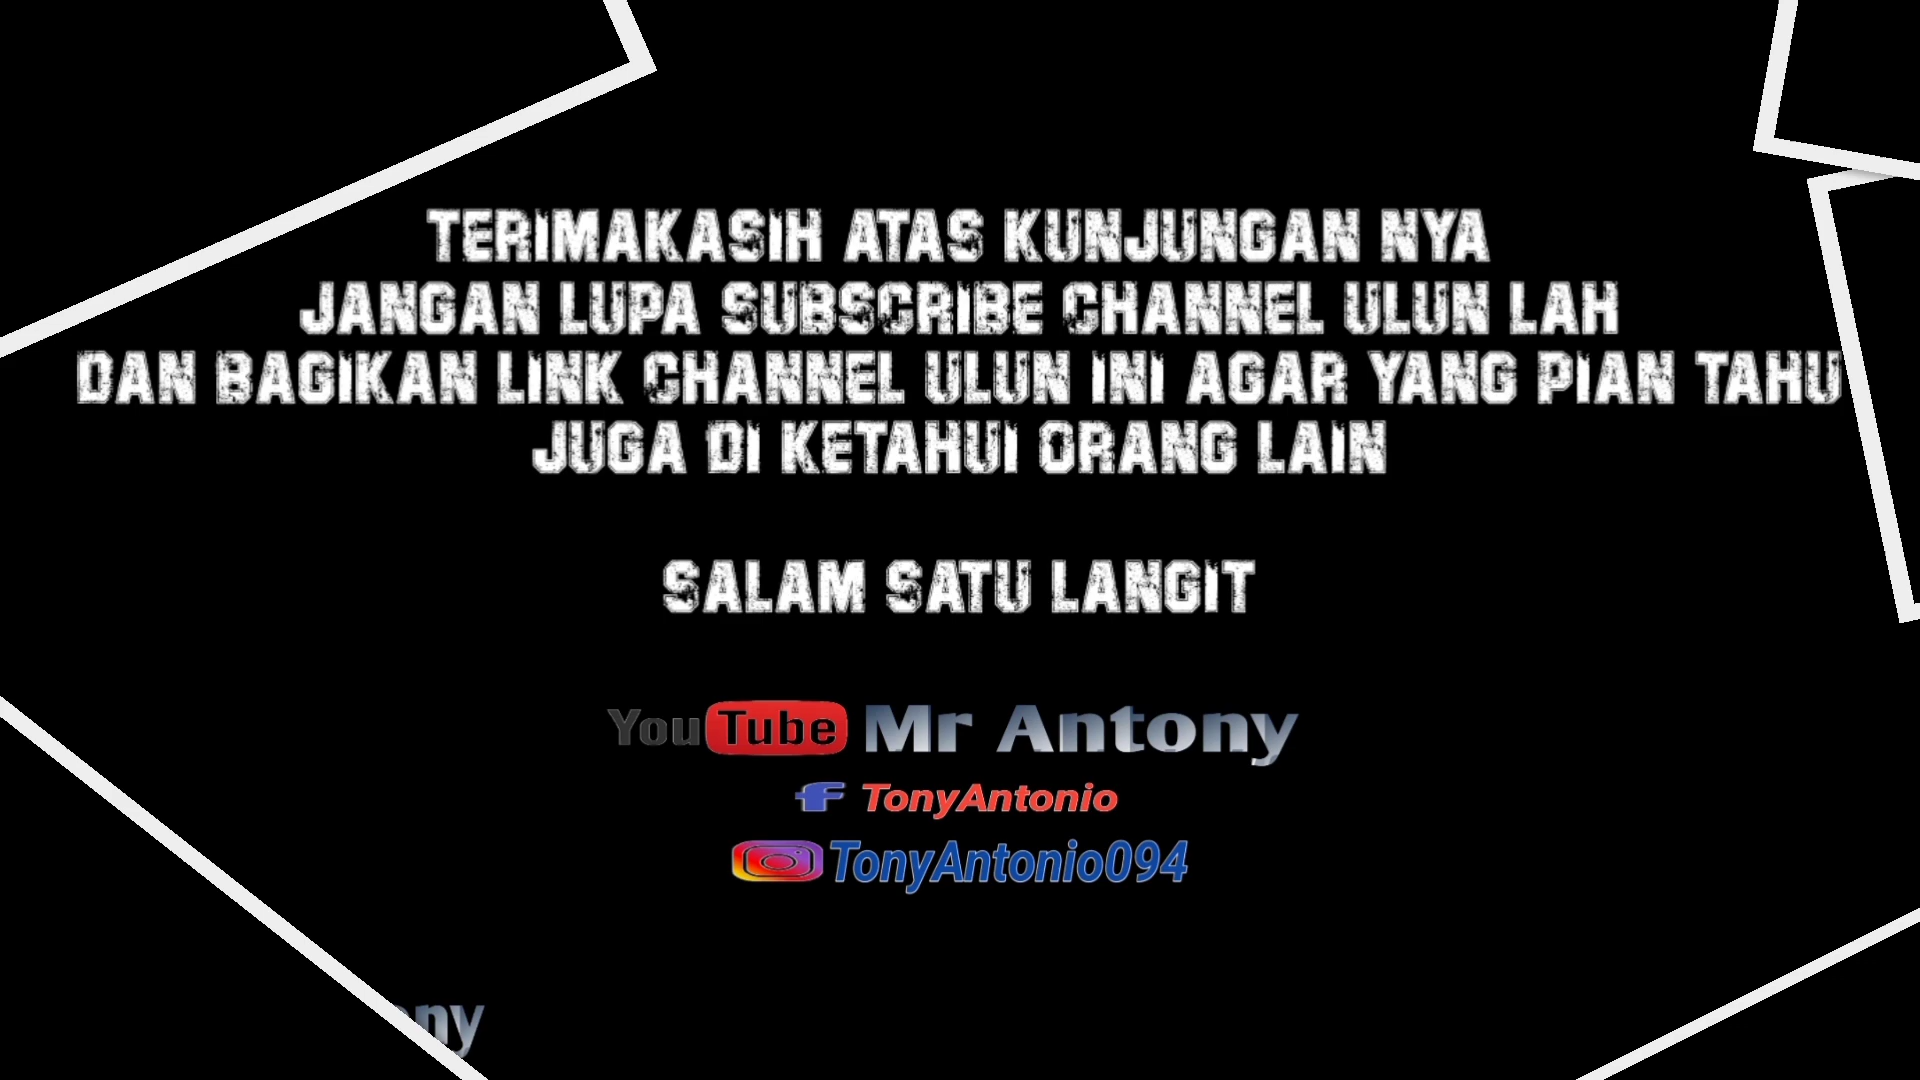 TERIMAKASIH ATAS KUNJUNGAN NYA
JANGAN LUPA SUBSCRIBE CHANNEL ULUN LAH
DAN BAGIKAN LINK CHANNEL ULUN INI AGAR YANG PIAN TAHU
JUGA DI KETAHUI ORANG LAIN
SALAM SATU LANGIT
YouTube Mr Antony
f TonyAntonio
TonyAntonio094